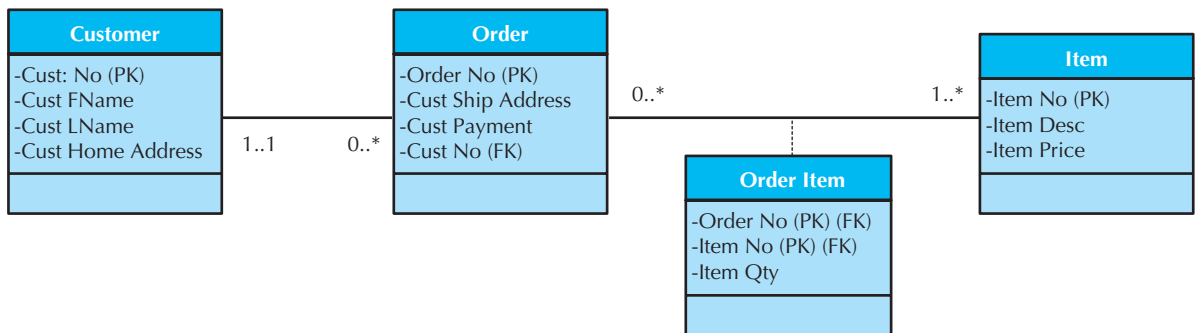 Customer
-Cust: No (PK)
-Cust FName
-Cust LName
-Cust Home Address
1..1
0..*
Order
-Order No (PK)
-Cust Ship Address
-Cust Payment
-Cust No (FK)
0..*
1..*
Order Item
-Order No (PK) (FK)
-Item No (PK) (FK)
-Item Qty
Item
-Item No (PK)
-Item Desc
-Item Price